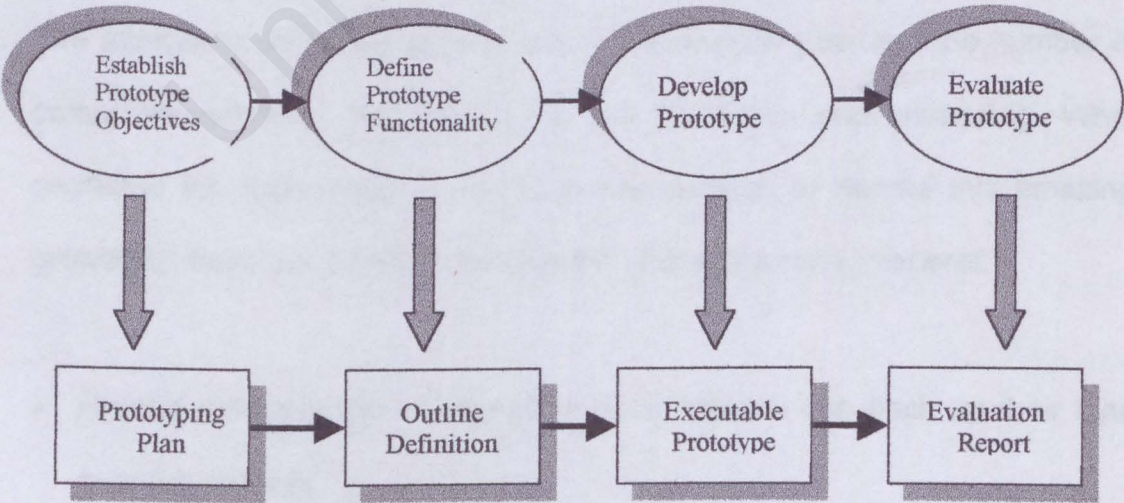 Establish
Prototype
Objectives
Define
Prototype
Functionality
Develop
Prototype
Evaluate
Prototype
Prototyping
Plan
Outline
Definition
Executable
Prototype
Evaluation
Report